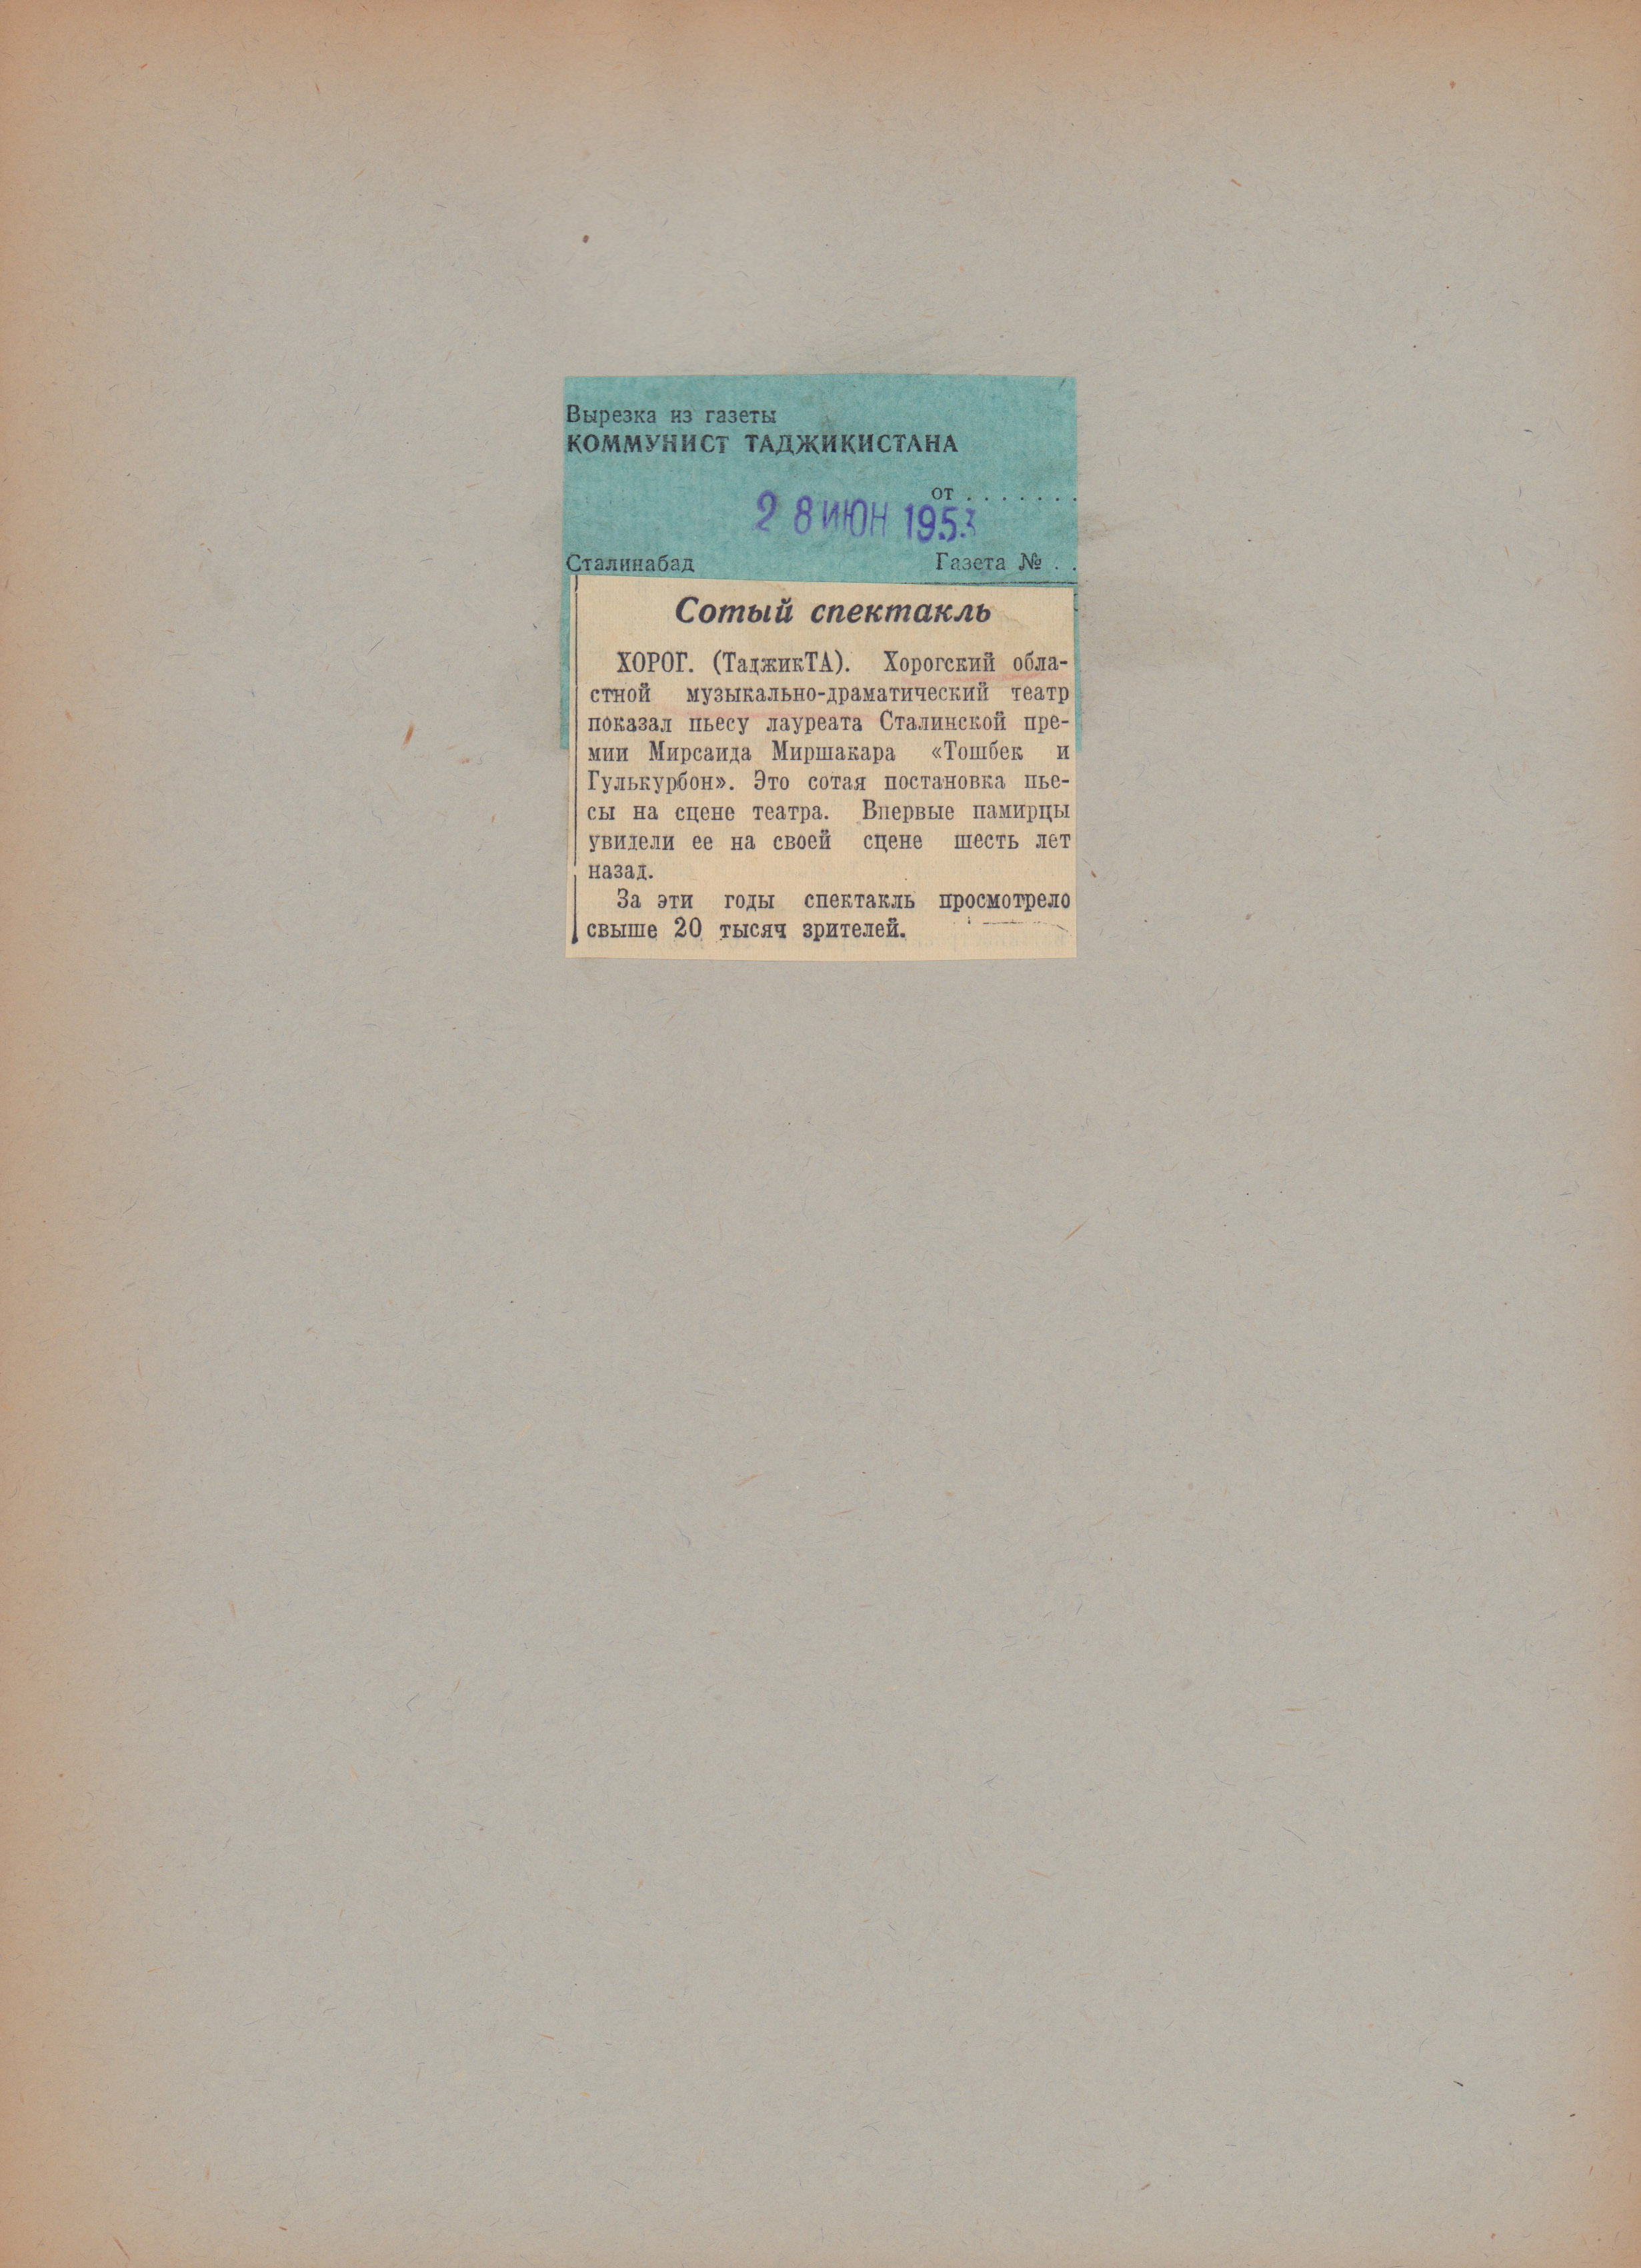 Вырезка из газеты
КОММУНИСТ ТАДЖИКИСТАНА
от . . . . . . .
28 ИЮН 1953
Сталинабад Газета № . .
Сотый спектакль
ХОРОГ. (ТаджикТА). Хорогский обла-
стной музыкально-драматический театр
показал пьесу лауреата Сталинской пре-
мии Мирсаида Миршакара «Тошбек и
Гулькурбон». Это сотая постановка пье-
сы на сцене театра. Впервые памирцы
увидели ее на своей сцене шесть лет
назад.
За эти годы спектакль просмотрело
свыше 20 тысяч зрителей.